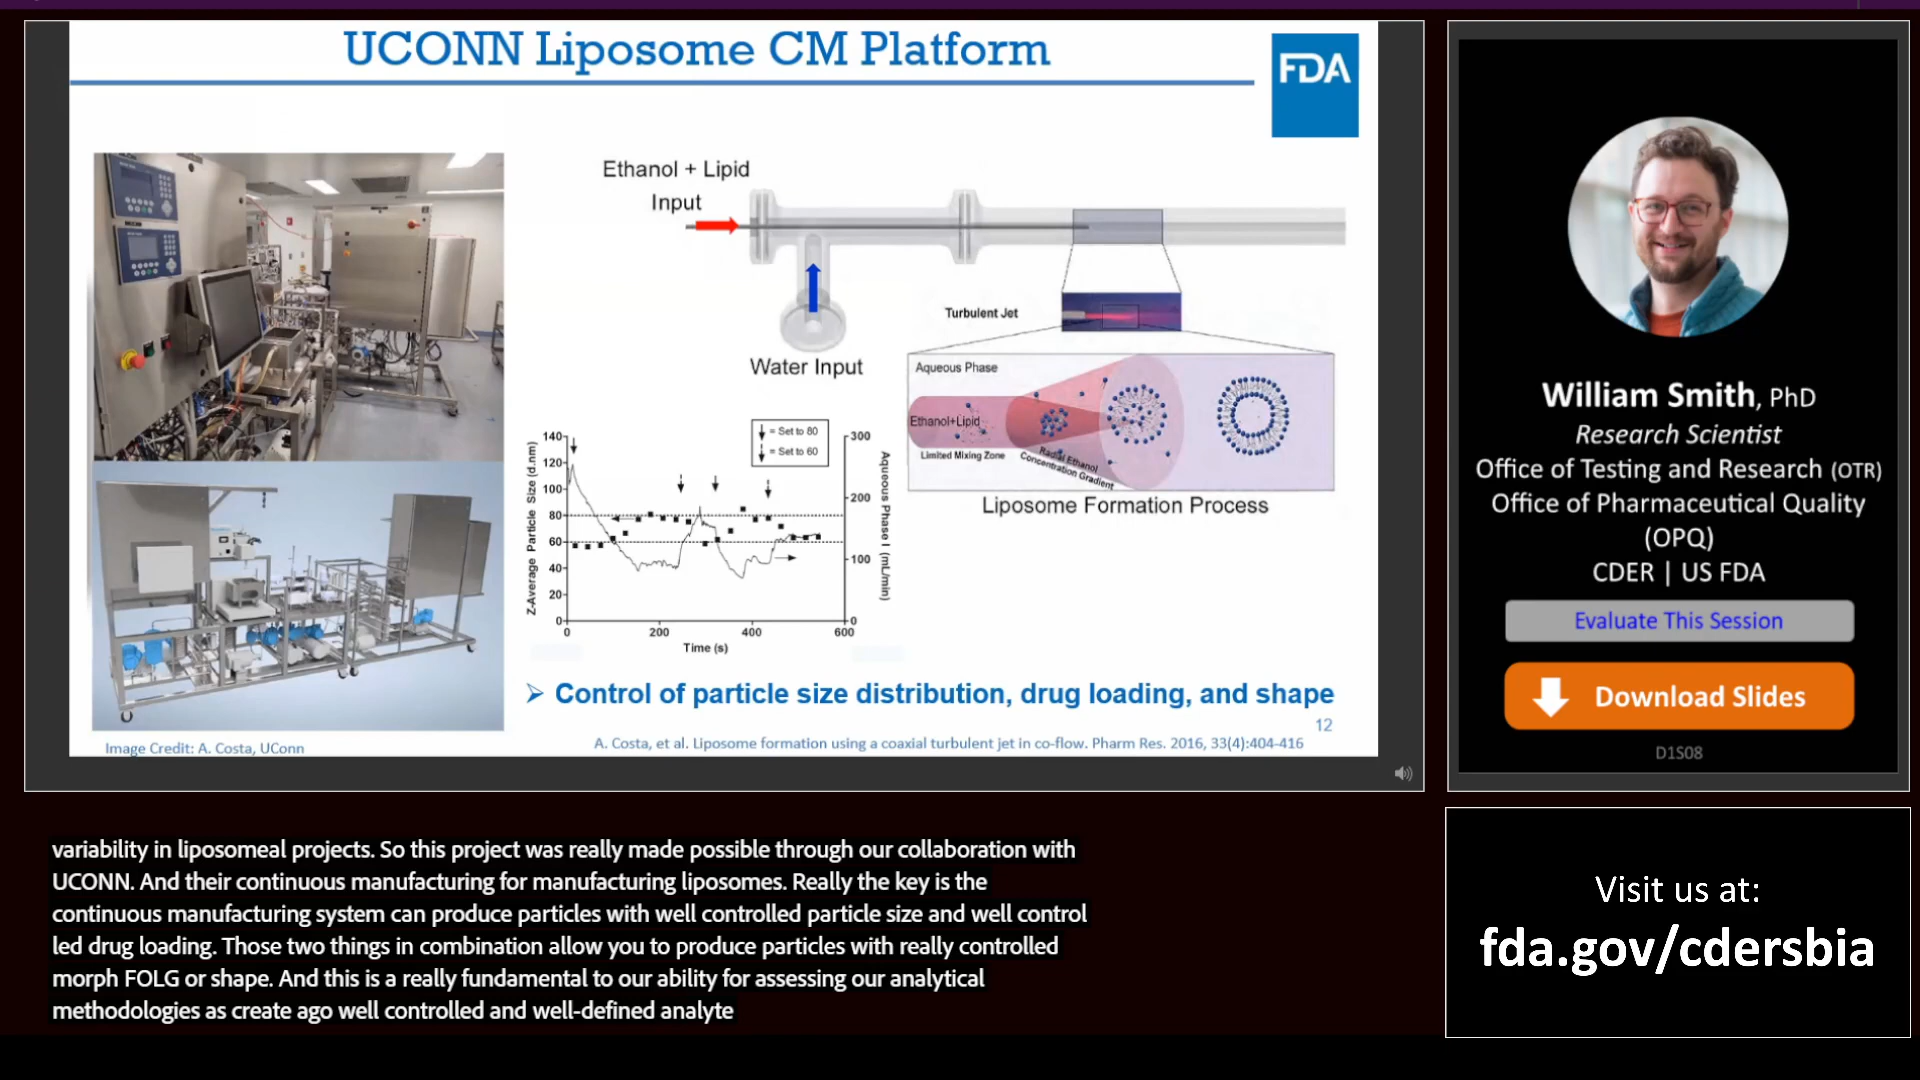 UCONN Liposome CM Platform
FDA
Ethanol + Lipid
Input
Water Input
Turbulent Jet
Aqueous Phase
Ethanol+Lipid
Limited Mixing Zone
Radial Ethanol
Concentration Gradient
Liposome Formation Process
= Set to 80
= Set to 60
Z-Average Particle Size (d.nm)
140
120
100
80
60
40
20
0
300
200
100
0
Aqueous Phase I (mL/min)
0 200 400 600
Time (s)
➢ Control of particle size distribution, drug loading, and shape
12
Image Credit: A. Costa, UConn
A. Costa, et al. Liposome formation using a coaxial turbulent jet in co-flow. Pharm Res. 2016, 33(4):404-416
William Smith, PhD
Research Scientist
Office of Testing and Research (OTR)
Office of Pharmaceutical Quality
(OPQ)
CDER | US FDA
Evaluate This Session
Download Slides
D1S08
variability in liposomeal projects. So this project was really made possible through our collaboration with
UCONN. And their continuous manufacturing for manufacturing liposomes. Really the key is the
continuous manufacturing system can produce particles with well controlled particle size and well control
led drug loading. Those two things in combination allow you to produce particles with really controlled
morph FOLG or shape. And this is a really fundamental to our ability for assessing our analytical
methodologies as create ago well controlled and well-defined analyte
Visit us at:
fda.gov/cdersbia